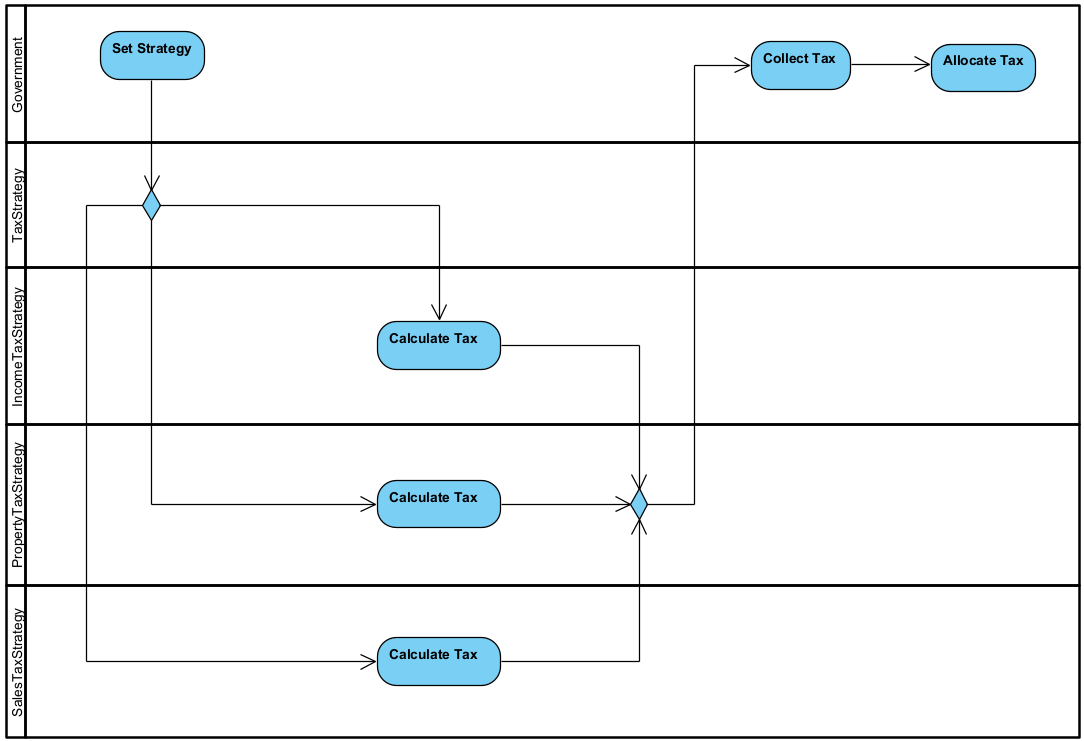 Government
Set Strategy
Collect Tax
Allocate Tax
TaxStrategy
IncomeTaxStrategy
Calculate Tax
PropertyTaxStrategy
Calculate Tax
SalesTaxStrategy
Calculate Tax